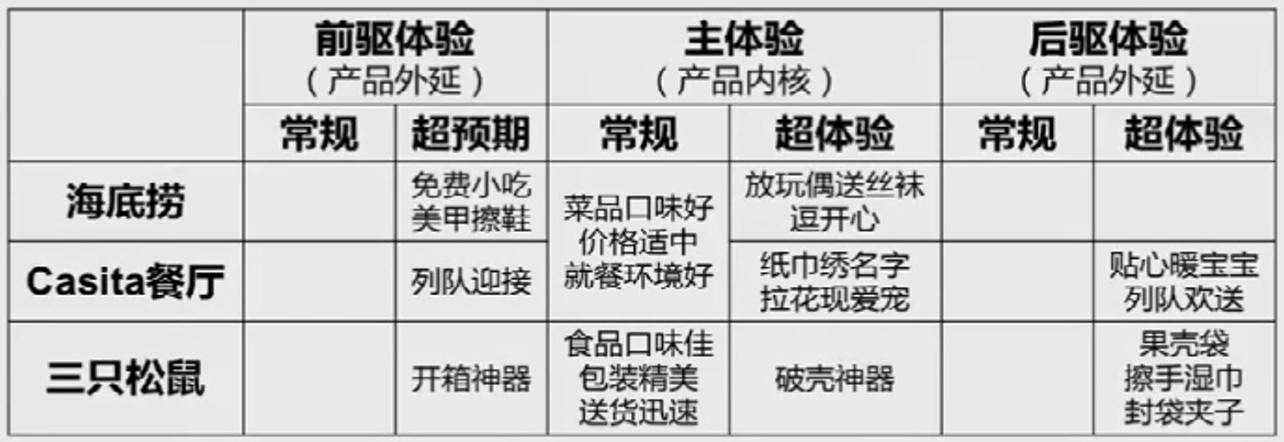 前驱体验
（产品外延）
主体验
（产品内核）
后驱体验
（产品外延）
常规
超预期
常规
超体验
常规
超体验
海底捞
免费小吃
美甲擦鞋
菜品口味好
价格适中
就餐环境好
放玩偶送丝袜
逗开心
Casita餐厅
列队迎接
纸巾绣名字
拉花现爱宠
贴心暖宝宝
列队欢送
三只松鼠
开箱神器
食品口味佳
包装精美
送货迅速
破壳神器
果壳袋
擦手湿巾
封袋夹子